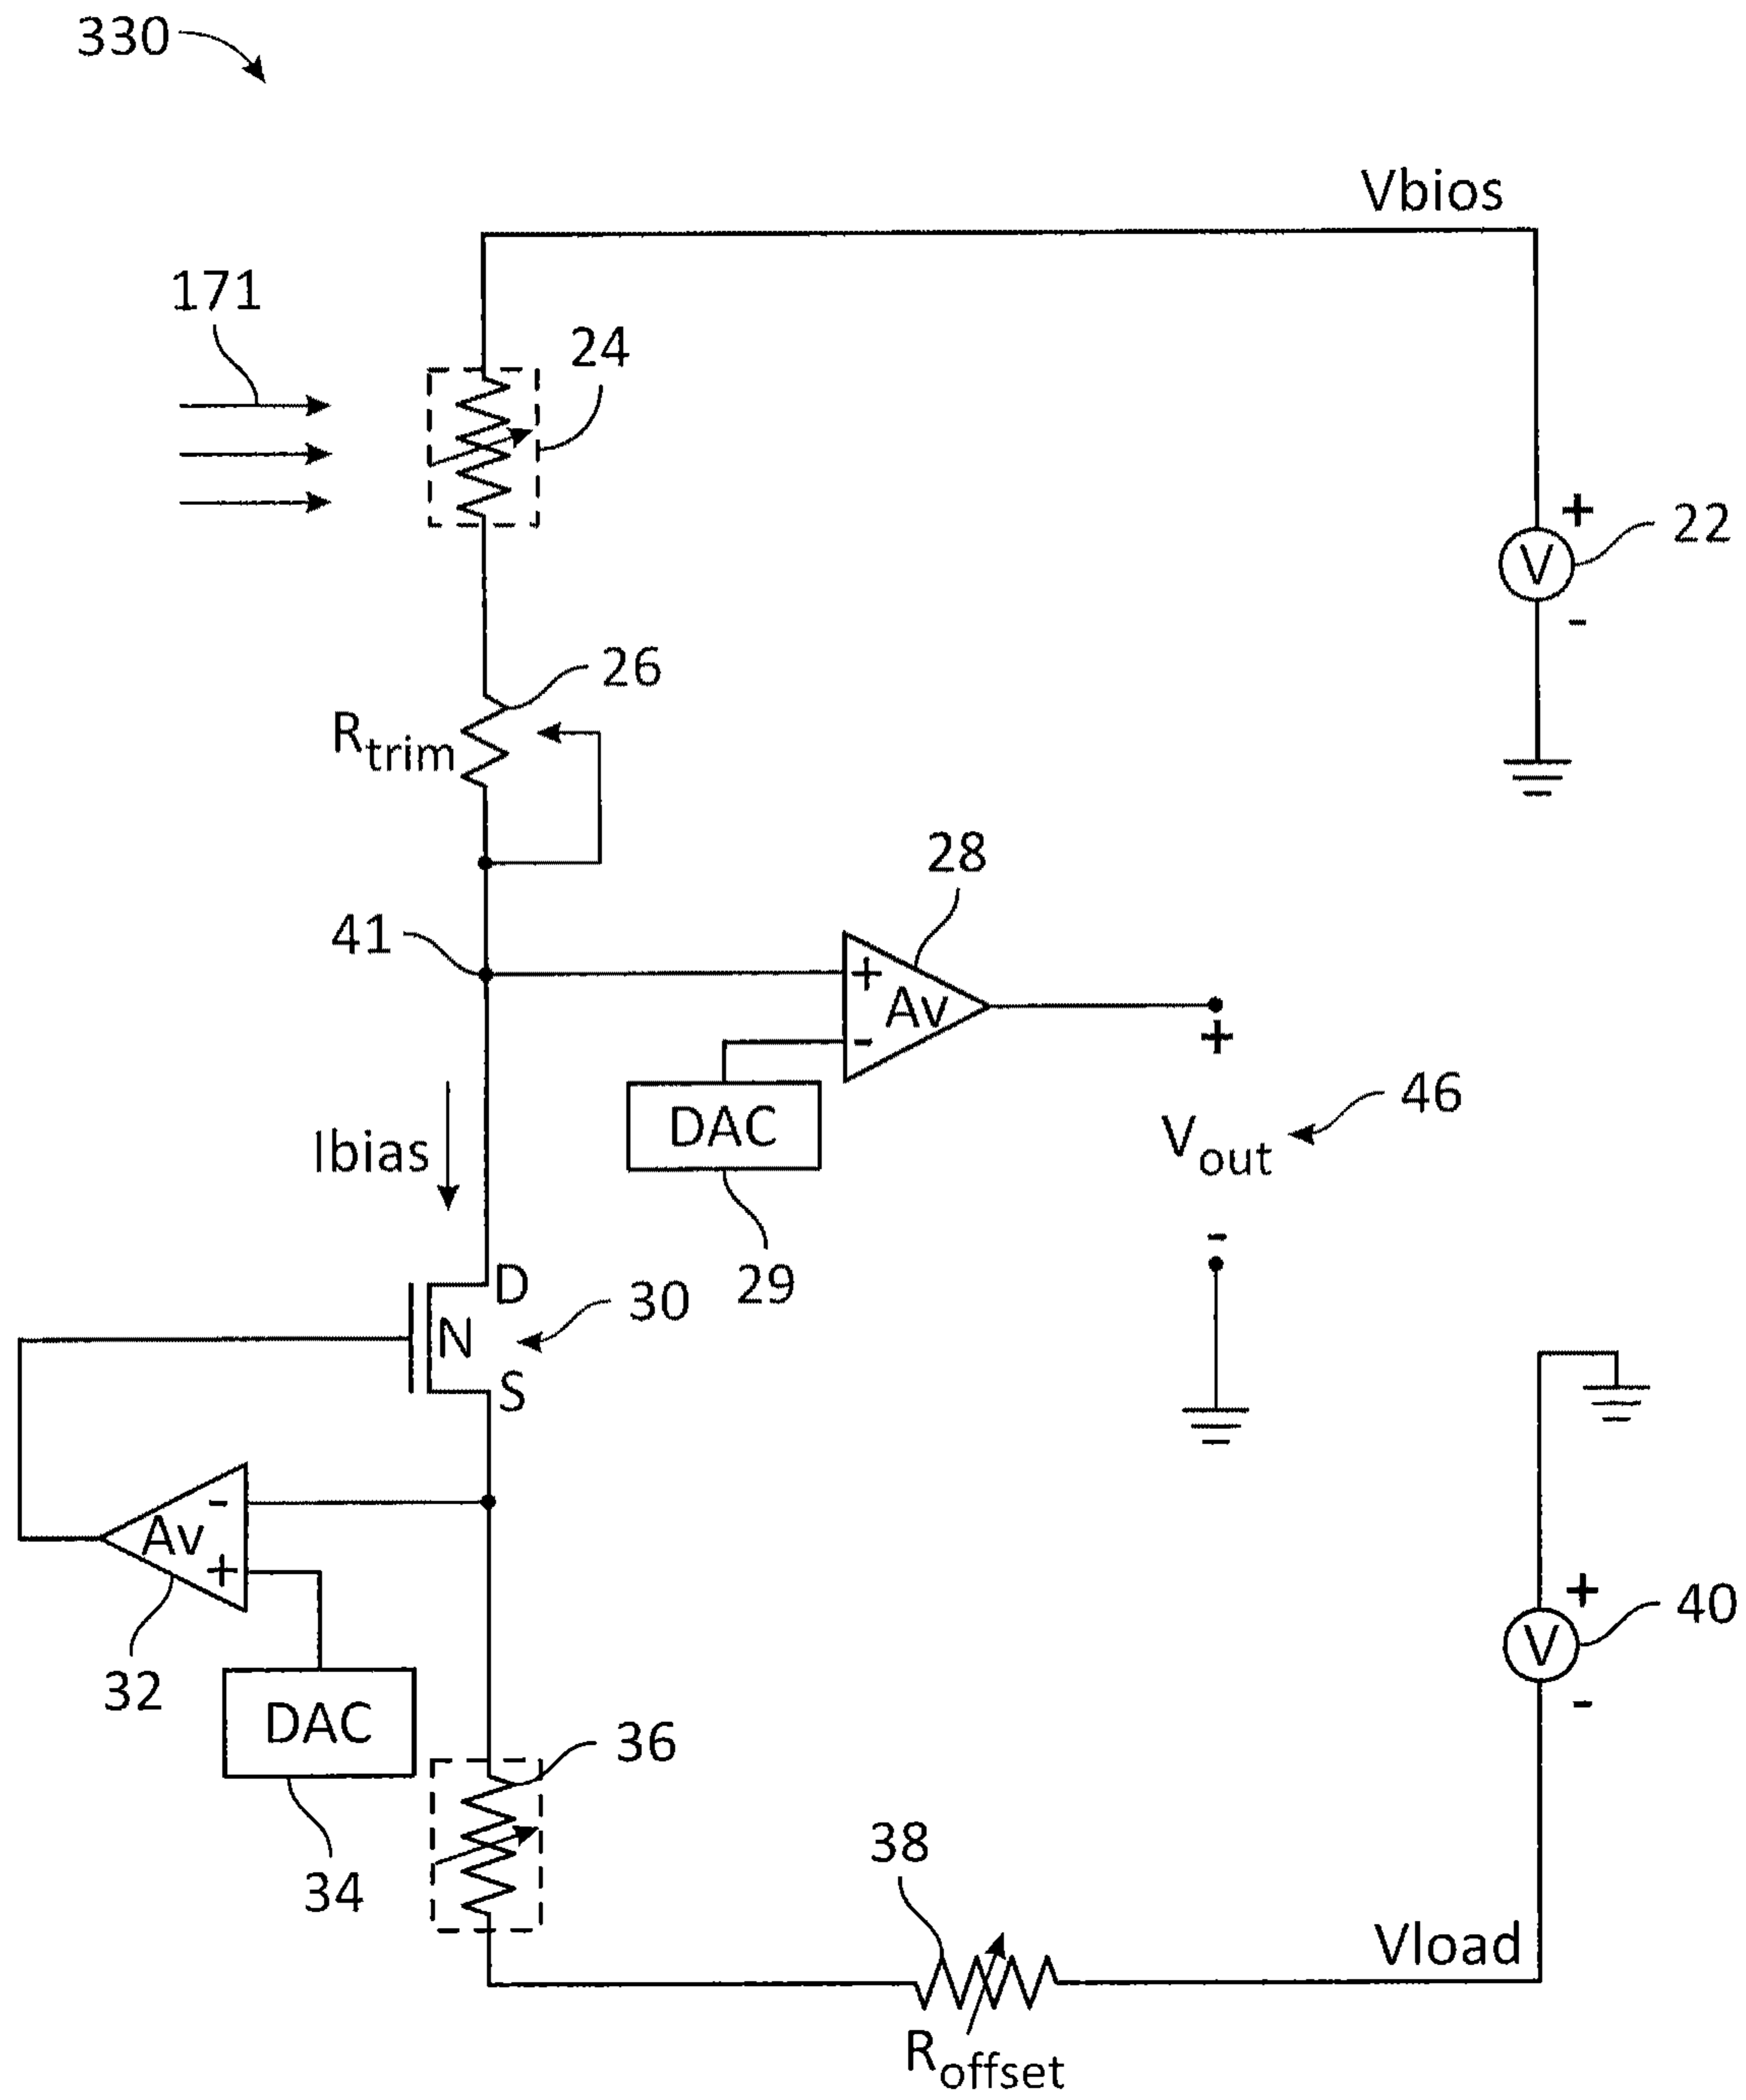 330
Vbios
171
24
+
V
22
-
26
Rtrim
28
41
+
Av
-
+
DAC
46
Vout
Ibias
29
-
D
N
30
S
-
Av
+
32
DAC
34
+
V
40
-
36
38
Vload
Roffset